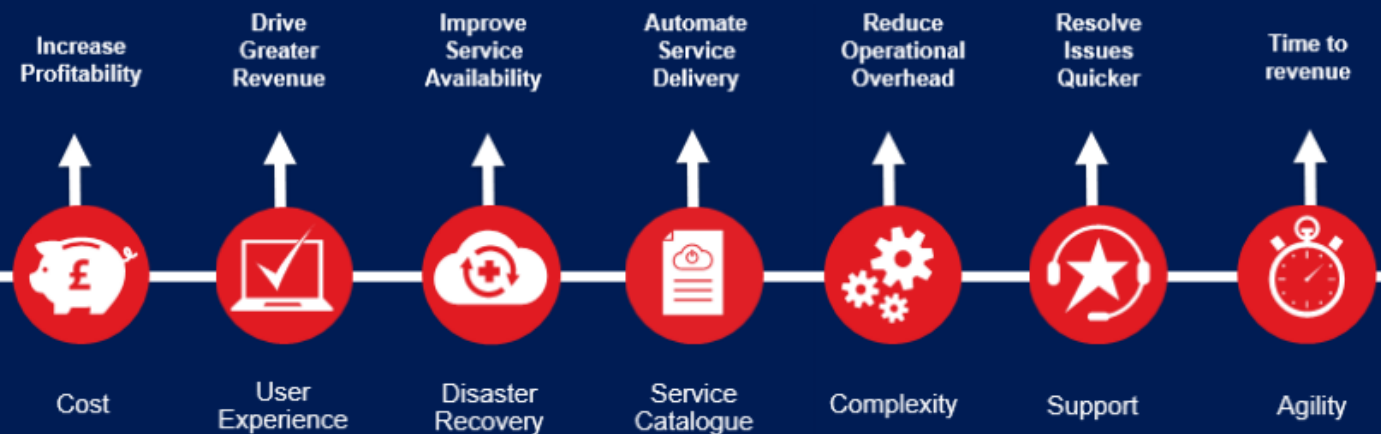 Increase
Profitability
Drive
Greater
Revenue
Improve
Service
Availability
Automate
Service
Delivery
Reduce
Operational
Overhead
Resolve
Issues
Quicker
Time to
revenue
£
Cost
User
Experience
Disaster
Recovery
Service
Catalogue
Complexity
Support
Agility